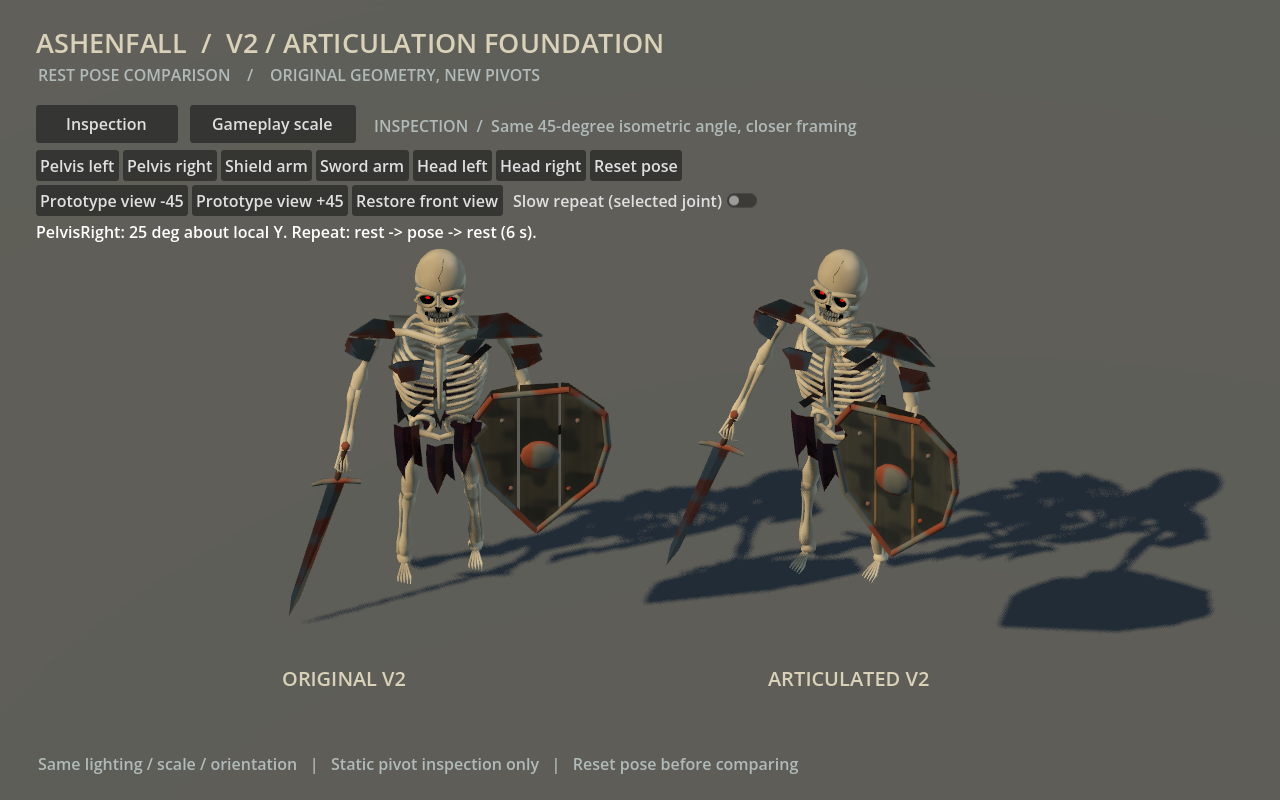 ASHENFALL / V2 / ARTICULATION FOUNDATION
REST POSE COMPARISON / ORIGINAL GEOMETRY, NEW PIVOTS
Inspection Gameplay scale INSPECTION / Same 45-degree isometric angle, closer framing
Pelvis left Pelvis right Shield arm Sword arm Head left Head right Reset pose
Prototype view -45 Prototype view +45 Restore front view Slow repeat (selected joint)
PelvisRight: 25 deg about local Y. Repeat: rest -> pose -> rest (6 s).
ORIGINAL V2 ARTICULATED V2
Same lighting / scale / orientation | Static pivot inspection only | Reset pose before comparing